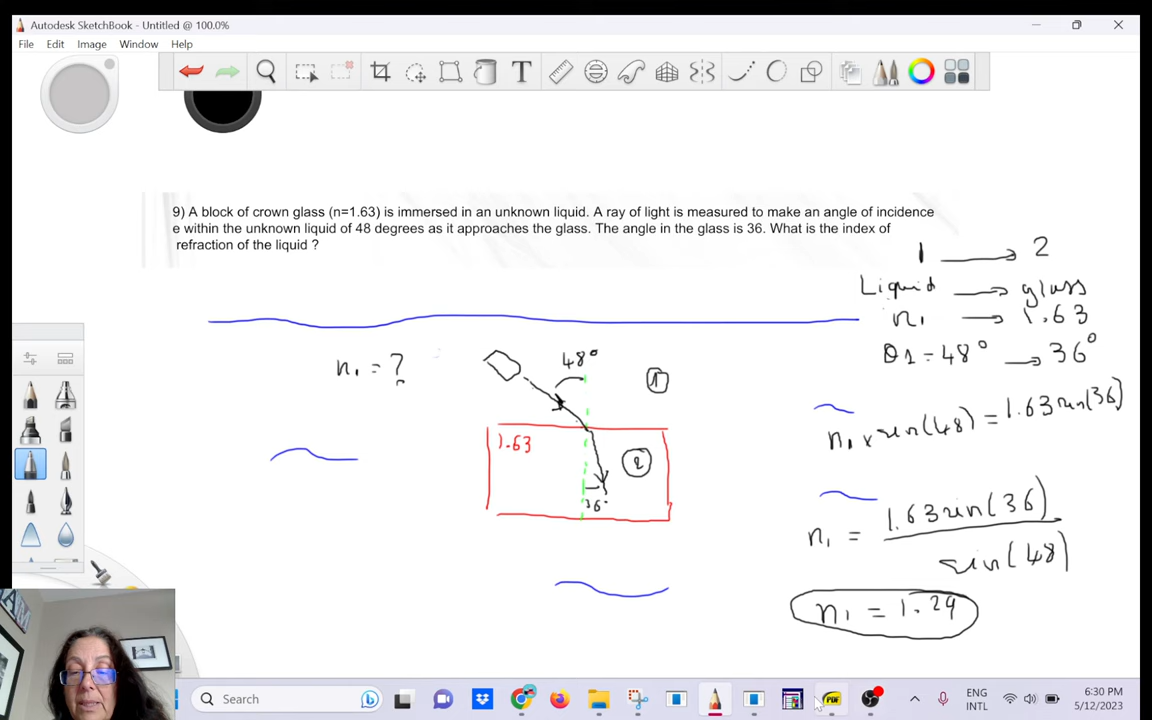 Autodesk SketchBook - Untitled @ 100.0%
File Edit Image Window Help
T
9) A block of crown glass (n=1.63) is immersed in an unknown liquid. A ray of light is measured to make an angle of incidence
e within the unknown liquid of 48 degrees as it approaches the glass. The angle in the glass is 36. What is the index of
refraction of the liquid ?
1 → 2
Liquid → glass
n₁ → 1.63
θ1 = 48° → 36°
n₁ = ?
48°
1
1.63
2
36°
n₁ x sin(48) = 1.63 sin(36)
n₁ = 1.63 sin(36) / sin(48)
n₁ = 1.29
Search
PDF
ENG
INTL
6:30 PM
5/12/2023